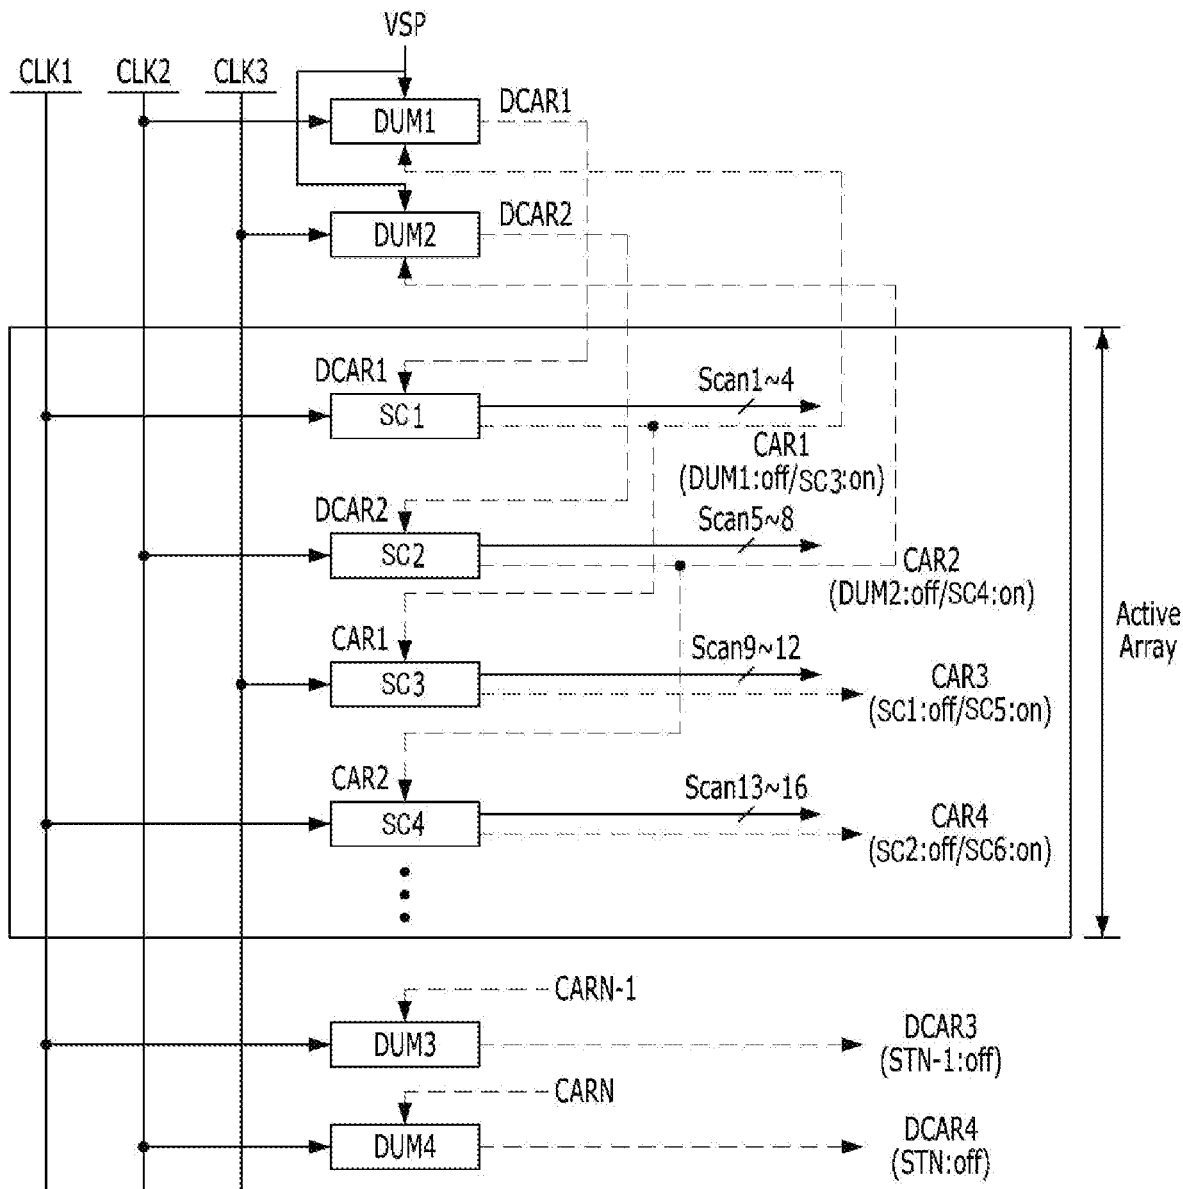 VSP
CLK1
CLK2
CLK3
DUM1
DCAR1
DUM2
DCAR2
DCAR1
SC1
Scan1~4
CAR1
(DUM1:off/SC3:on)
DCAR2
SC2
Scan5~8
CAR2
(DUM2:off/SC4:on)
CAR1
SC3
Scan9~12
CAR3
(SC1:off/SC5:on)
CAR2
SC4
Scan13~16
CAR4
(SC2:off/SC6:on)
Active
Array
CARN-1
DUM3
DCAR3
(STN-1:off)
CARN
DUM4
DCAR4
(STN:off)